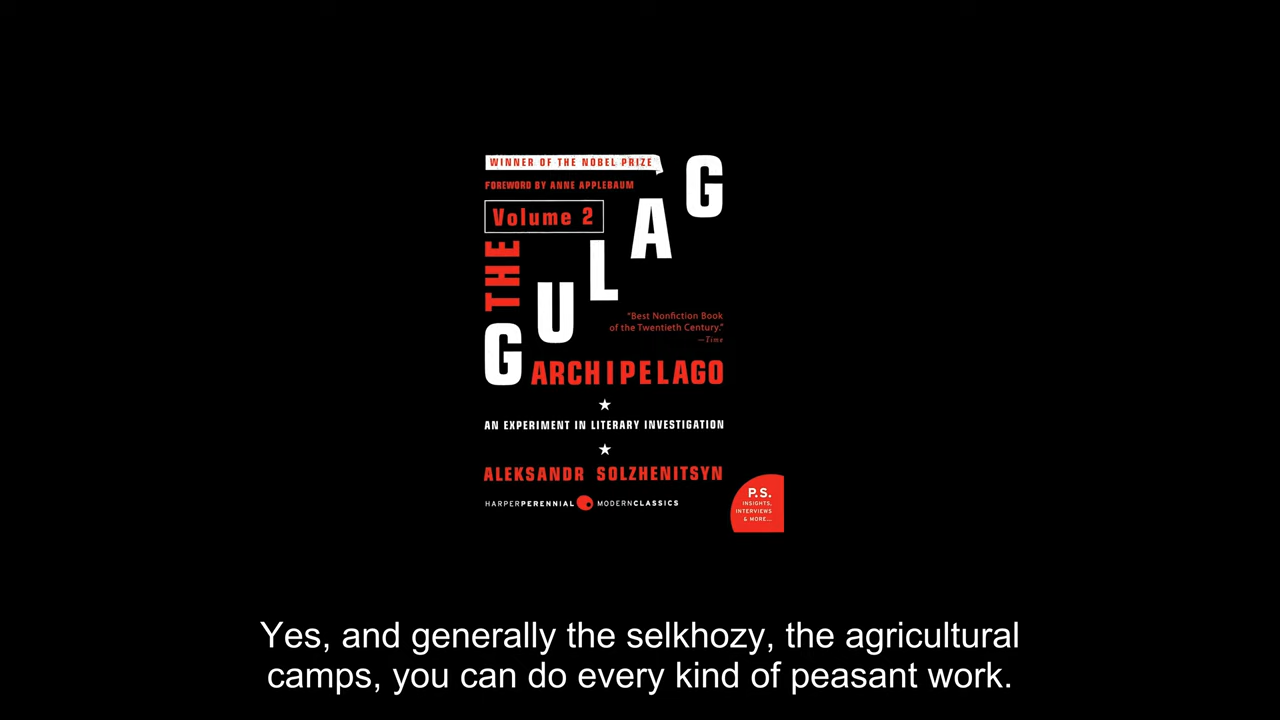 WINNER OF THE NOBEL PRIZE
FOREWORD BY ANNE APPLEBAUM
Volume 2
THE
GULAG
"Best Nonfiction Book
of the Twentieth Century."
—Time
ARCHIPELAGO
AN EXPERIMENT IN LITERARY INVESTIGATION
ALEKSANDR SOLZHENITSYN
HARPERPERENNIAL MODERNCLASSICS
P.S.
INSIGHTS,
INTERVIEWS
& MORE...
Yes, and generally the selkhozy, the agricultural
camps, you can do every kind of peasant work.